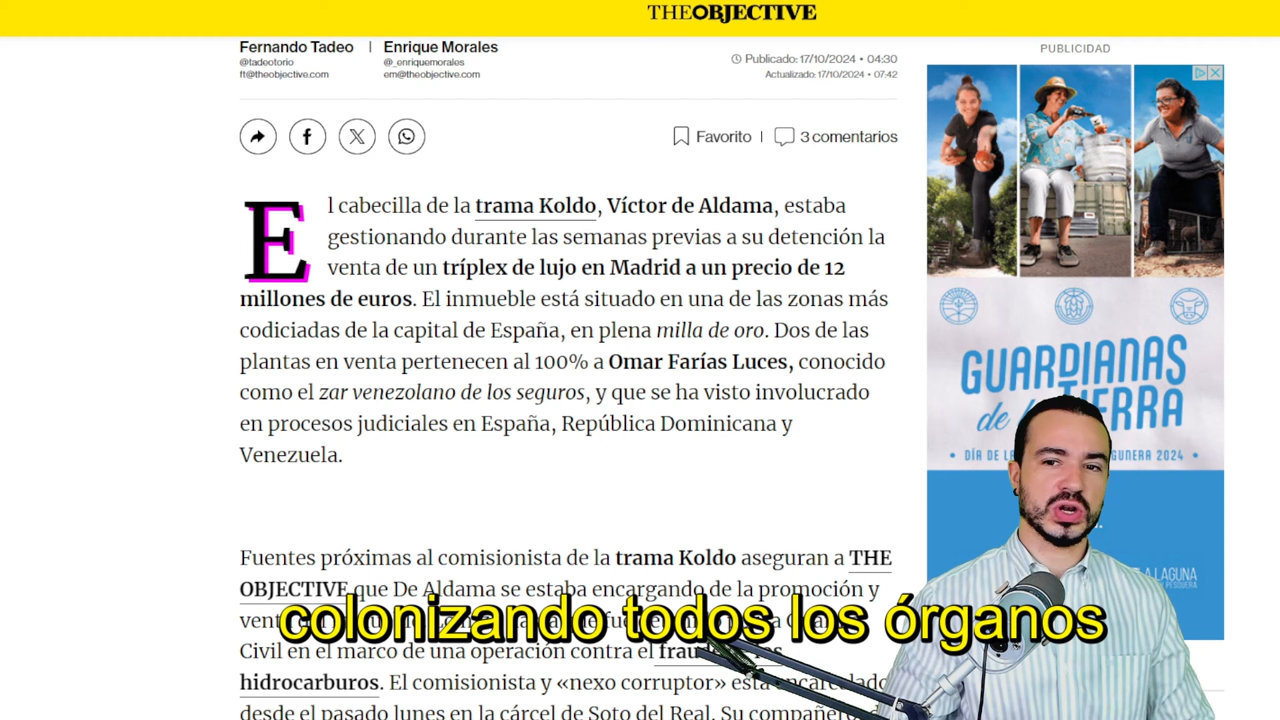 THEOBJECTIVE
Fernando Tadeo | Enrique Morales
@tadeotorio @_enriquemorales
ft@theobjective.com em@theobjective.com
Publicado: 17/10/2024 • 04:30
Actualizado: 17/10/2024 • 07:42
PUBLICIDAD
Favorito | 3 comentarios
El cabecilla de la trama Koldo, Víctor de Aldama, estaba
gestionando durante las semanas previas a su detención la
venta de un tríplex de lujo en Madrid a un precio de 12
millones de euros. El inmueble está situado en una de las zonas más
codiciadas de la capital de España, en plena milla de oro. Dos de las
plantas en venta pertenecen al 100% a Omar Farías Luces, conocido
como el zar venezolano de los seguros, y que se ha visto involucrado
en procesos judiciales en España, República Dominicana y
Venezuela.
Fuentes próximas al comisionista de la trama Koldo aseguran a THE
OBJECTIVE que De Aldama se estaba encargando de la promoción y
Civil en el marco de una operación contra el
hidrocarburos. El comisionista y «nexo corruptor» está encarcelado
desde el pasado lunes en la cárcel de Soto del Real. Su compañero
GUARDIANAS
de
• DÍA DE LA
GUNERA 2024 •
LAGUNA
colonizando todos los órganos